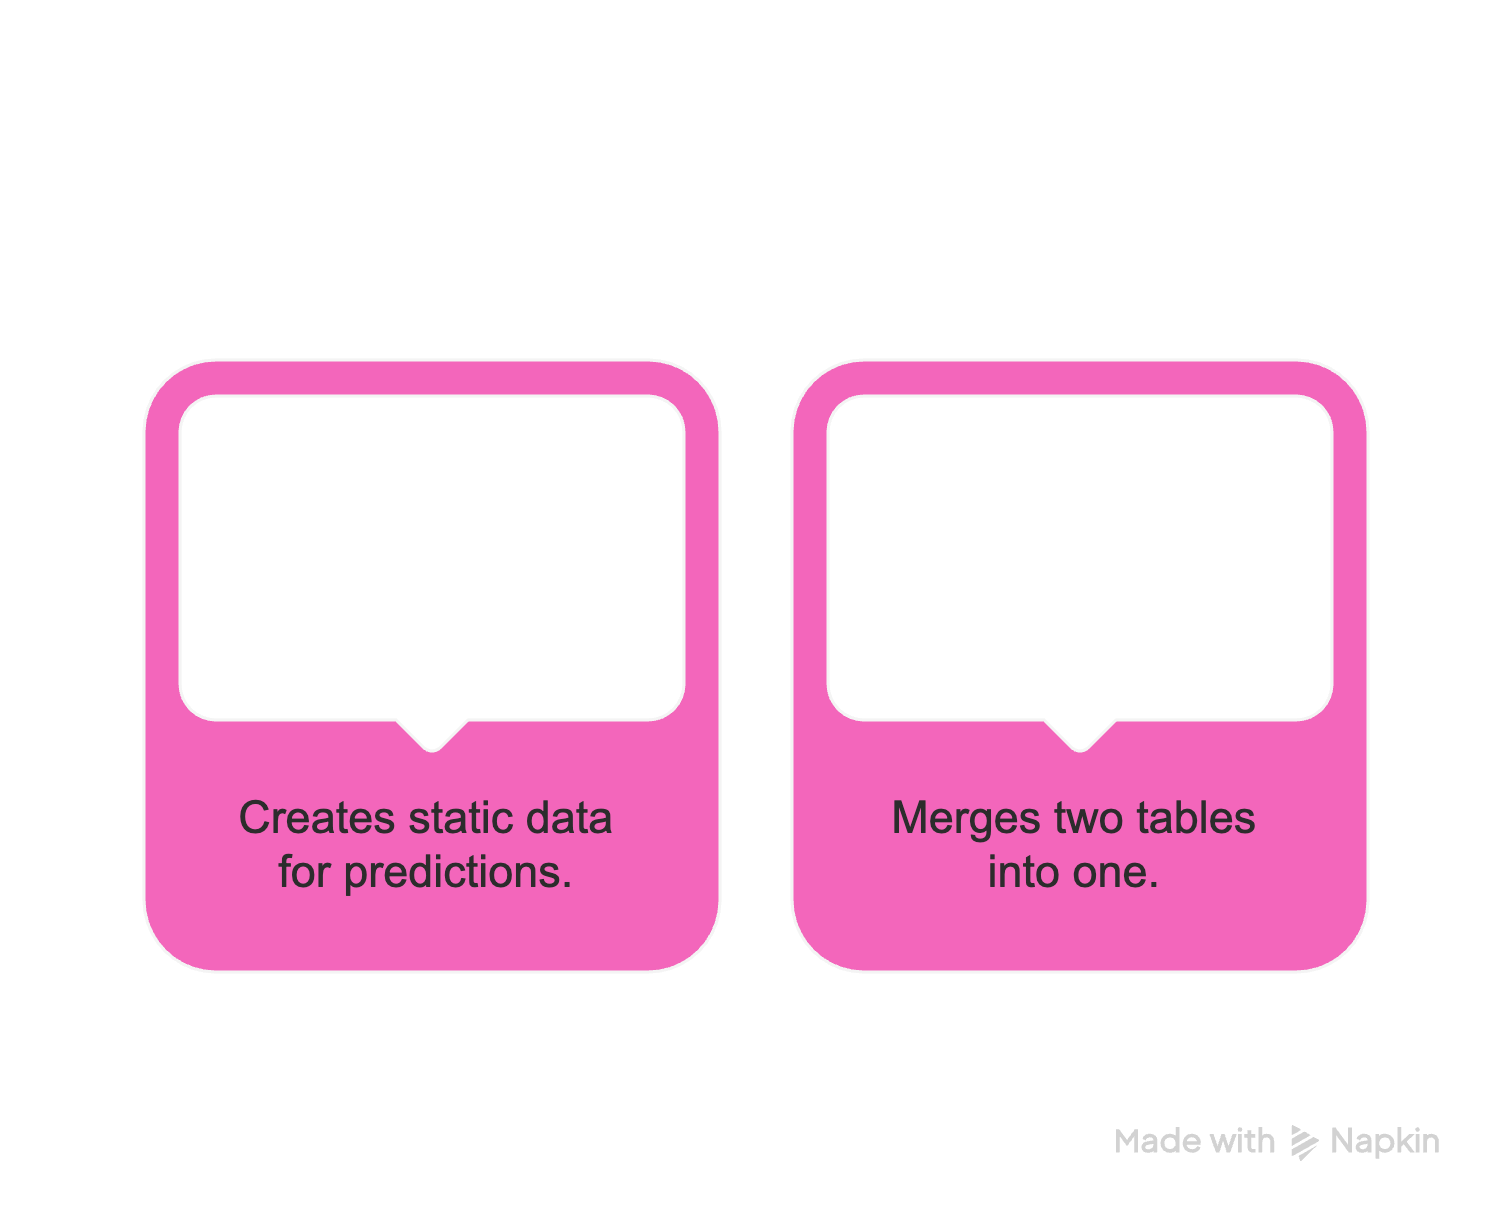 Creates static data
for predictions.
Merges two tables
into one.
Made with Napkin